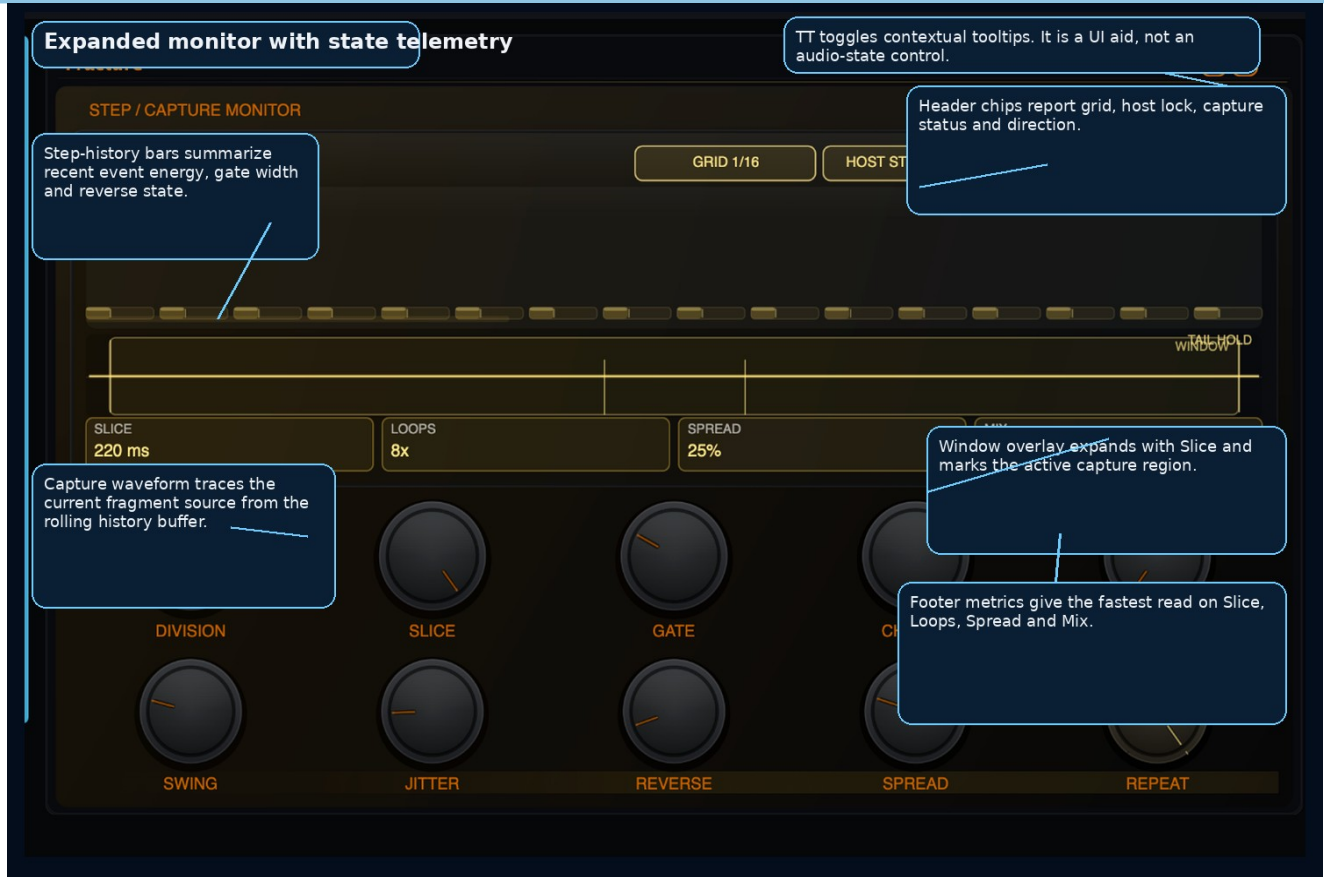 Expanded monitor with state telemetry
TT toggles contextual tooltips. It is a UI aid, not an
audio-state control.
STEP / CAPTURE MONITOR
Header chips report grid, host lock, capture
status and direction.
Step-history bars summarize
recent event energy, gate width
and reverse state.
GRID 1/16
HOST ST
TAIL HOLD
WINDOW
SLICE
220 ms
LOOPS
8x
SPREAD
25%
Window overlay expands with Slice and
marks the active capture region.
Capture waveform traces the
current fragment source from the
rolling history buffer.
Footer metrics give the fastest read on Slice,
Loops, Spread and Mix.
DIVISION
SLICE
GATE
SWING
JITTER
REVERSE
SPREAD
REPEAT